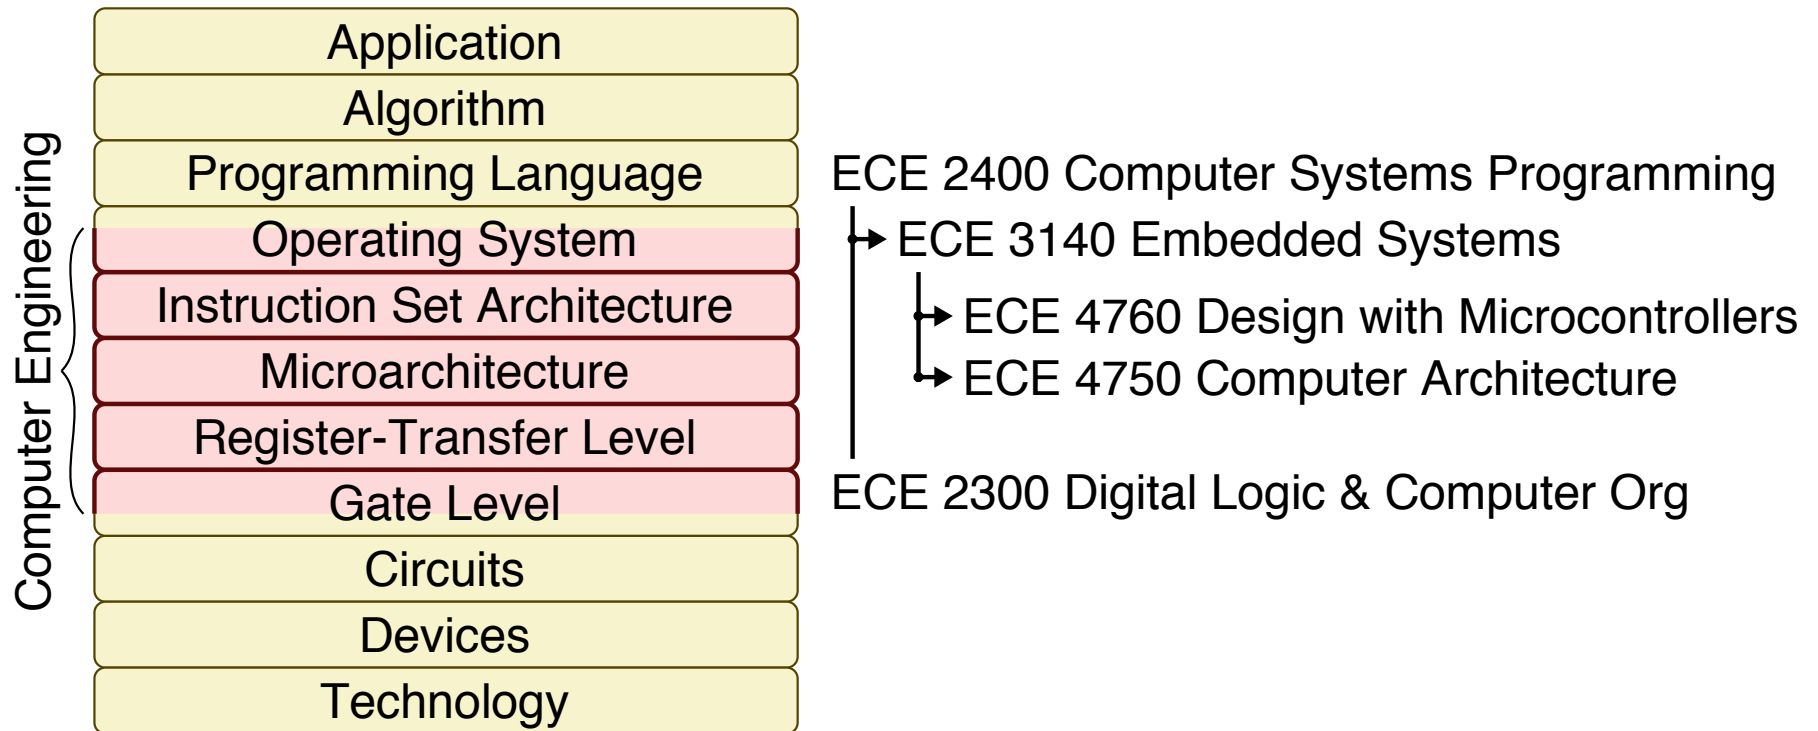 Computer Engineering
Application
Algorithm
Programming Language
Operating System
Instruction Set Architecture
Microarchitecture
Register-Transfer Level
Gate Level
Circuits
Devices
Technology
ECE 2400 Computer Systems Programming
ECE 3140 Embedded Systems
ECE 4760 Design with Microcontrollers
ECE 4750 Computer Architecture
ECE 2300 Digital Logic & Computer Org